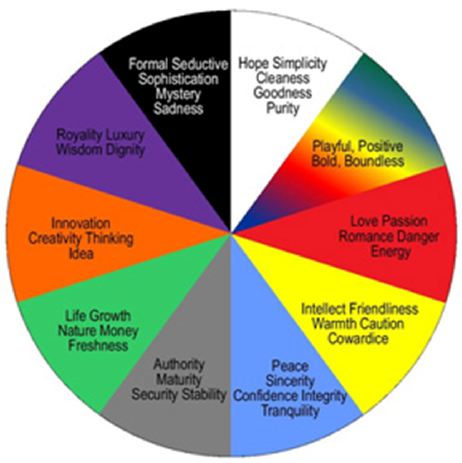 Formal Seductive
Sophistication
Mystery
Sadness
Hope Simplicity
Cleaness
Goodness
Purity
Playful, Positive
Bold, Boundless
Love Passion
Romance Danger
Energy
Intellect Friendliness
Warmth Caution
Cowardice
Peace
Sincerity
Confidence Integrity
Tranquility
Authority
Maturity
Security Stability
Life Growth
Nature Money
Freshness
Innovation
Creativity Thinking
Idea
Royality Luxury
Wisdom Dignity